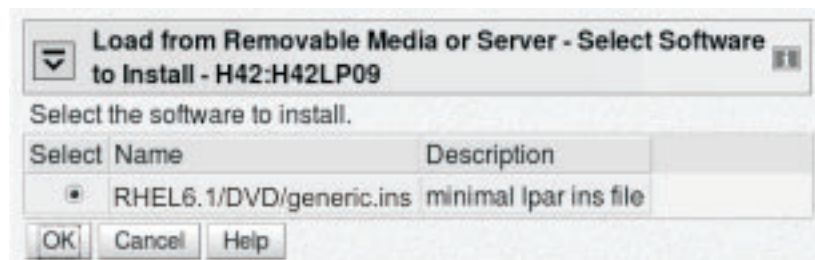 Load from Removable Media or Server - Select Software
to Install - H42:H42LP09
Select the software to install.
Select Name Description
RHEL6.1/DVD/generic.ins minimal lpar ins file
OK Cancel Help